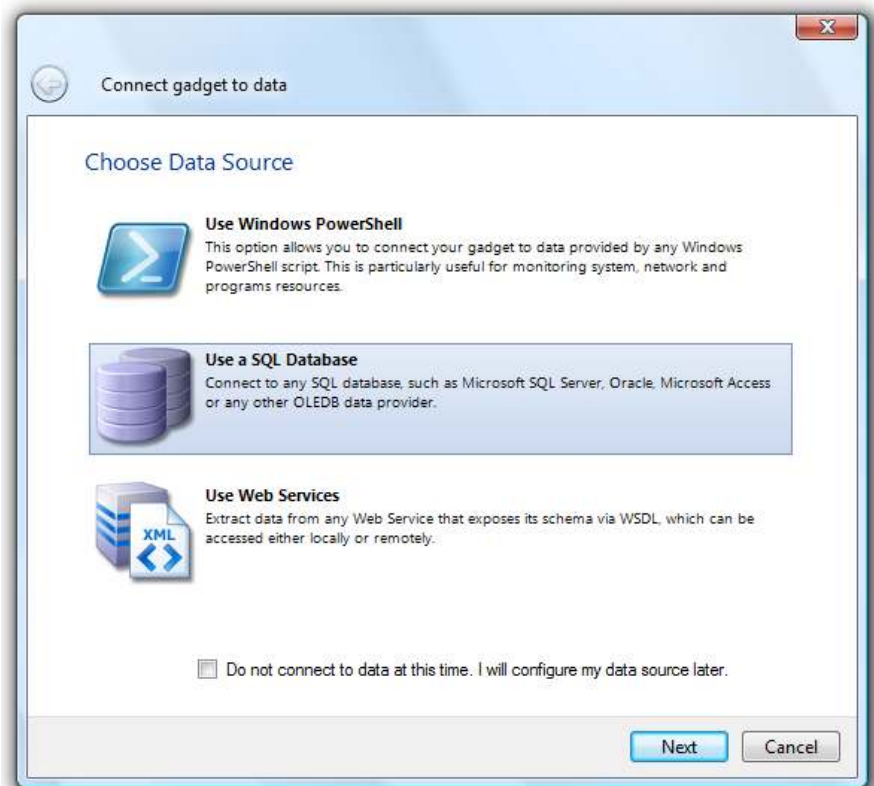 Connect gadget to data
Choose Data Source
Use Windows PowerShell
This option allows you to connect your gadget to data provided by any Windows
PowerShell script. This is particularly useful for monitoring system, network and
programs resources.
Use a SQL Database
Connect to any SQL database, such as Microsoft SQL Server, Oracle, Microsoft Access
or any other OLEDB data provider.
Use Web Services
Extract data from any Web Service that exposes its schema via WSDL, which can be
accessed either locally or remotely.
XML
Do not connect to data at this time. I will configure my data source later.
Next
Cancel